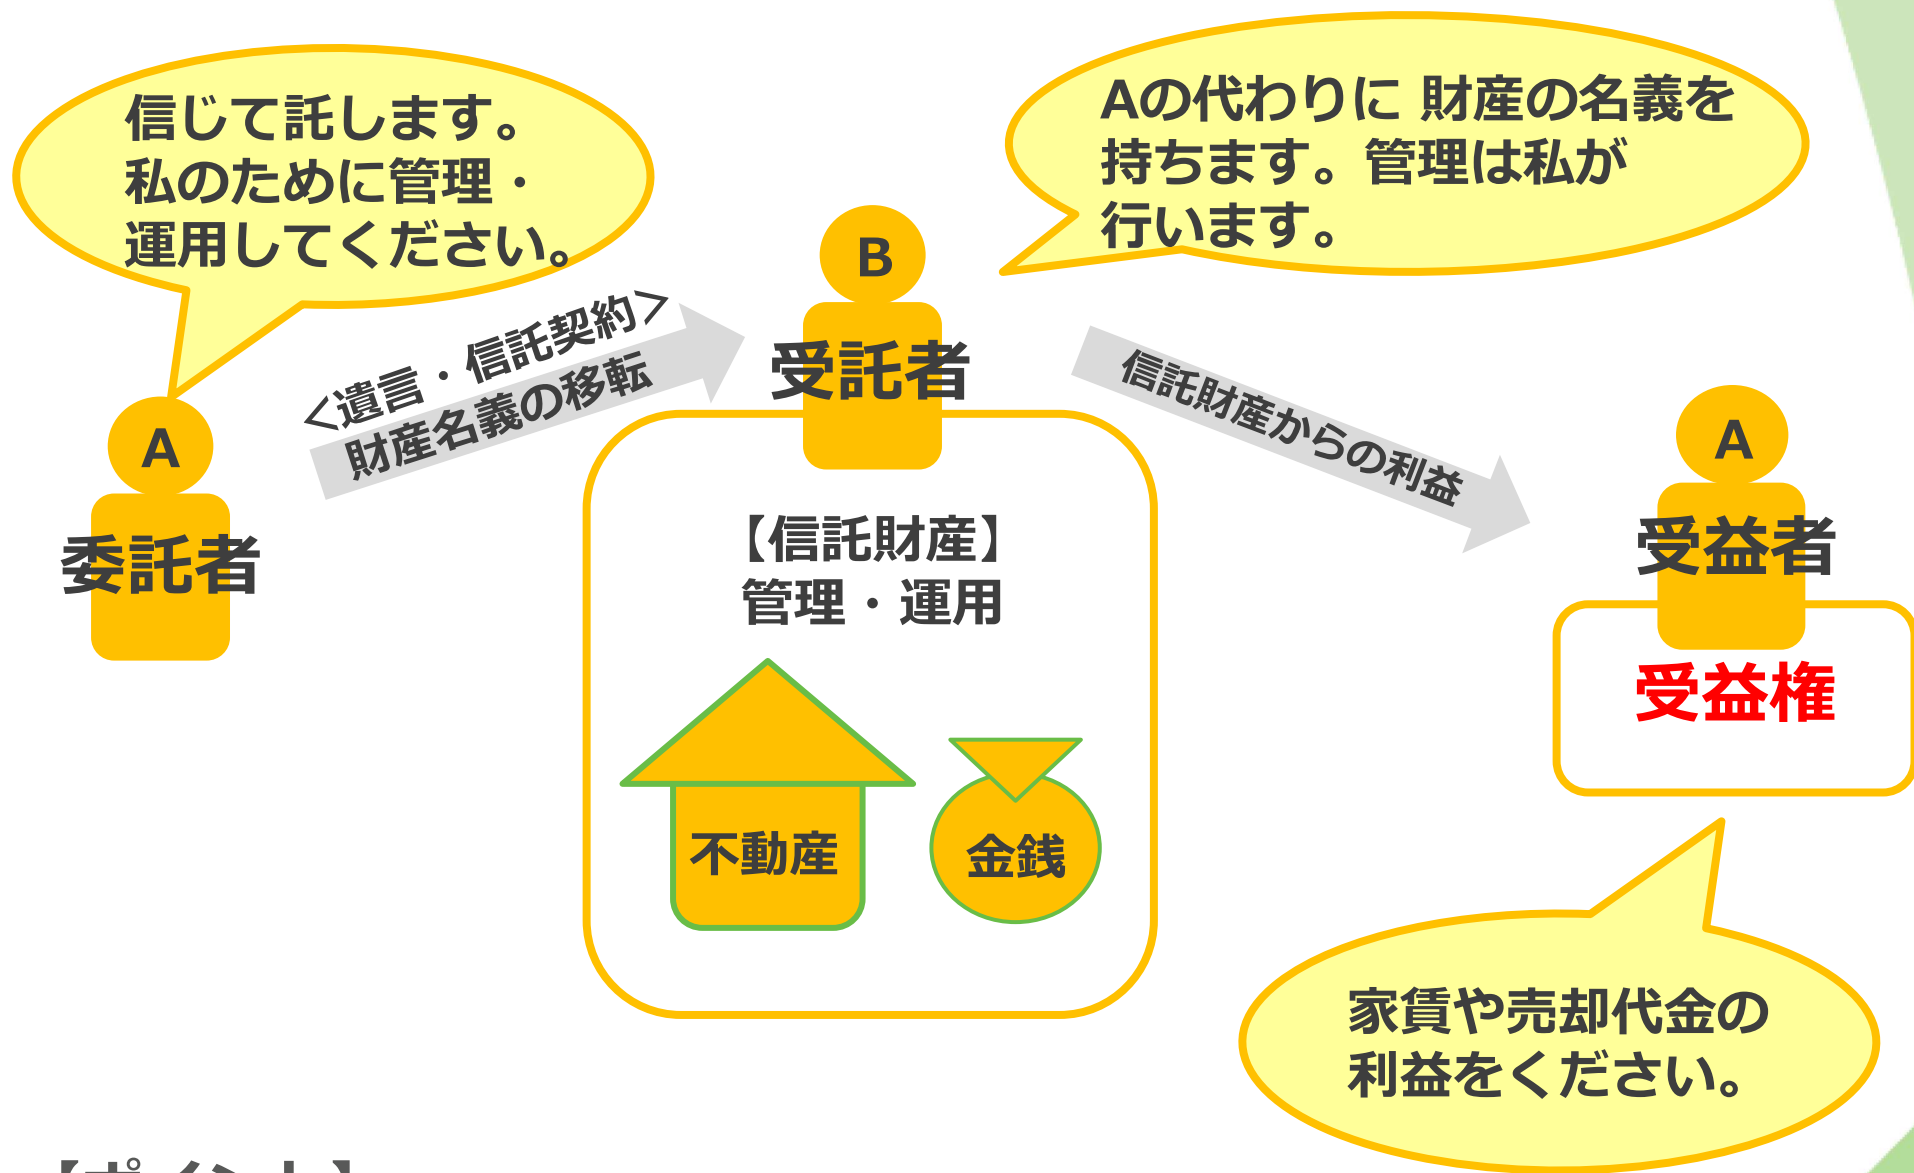 信じて託します。
私のために管理・
運用してください。
Aの代わりに 財産の名義を
持ちます。管理は私が
行います。
B
受託者
<遺言・信託契約>
財産名義の移転
信託財産からの利益
A
委託者
A
受益者
受益権
【信託財産】
管理・運用
不動産
金銭
家賃や売却代金の
利益をください。
【ポイント】